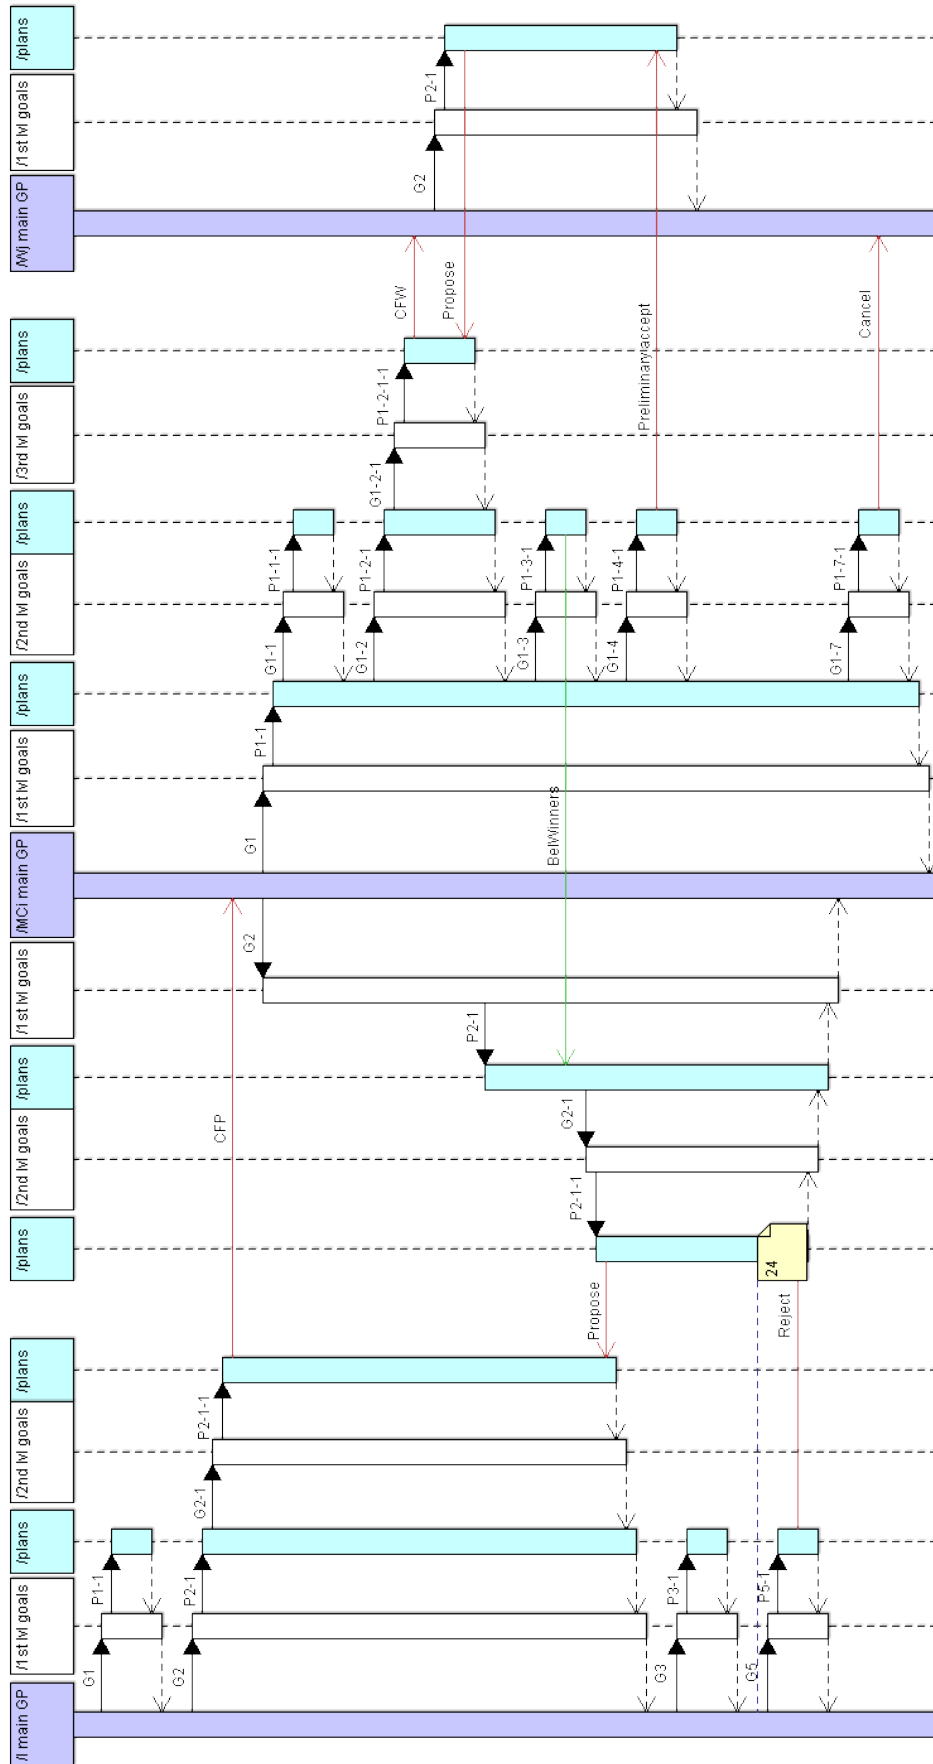 /I main GP
/1st lvl goals
/plans
/2nd lvl goals
/plans
/plans
/2nd lvl goals
/plans
/1st lvl goals
/MCi main GP
/1st lvl goals
/plans
/2nd lvl goals
/plans
/3rd lvl goals
/plans
/Wj main GP
/1st lvl goals
/plans
G1
P1-1
G2
P2-1
G2-1
P2-1-1
CFP
G2
G1
P1-1
G1-1
P1-1-1
G1-2
P1-2-1
G1-2-1
P1-2-1-1
CFW
G2
P2-1
Propose
P2-1
G1-3
P1-3-1
BelWinners
G2-1
P2-1-1
Propose
G1-4
P1-4-1
Preliminary/accept
G3
P3-1
24
G5
P5-1
Reject
G1-7
P1-7-1
Cancel